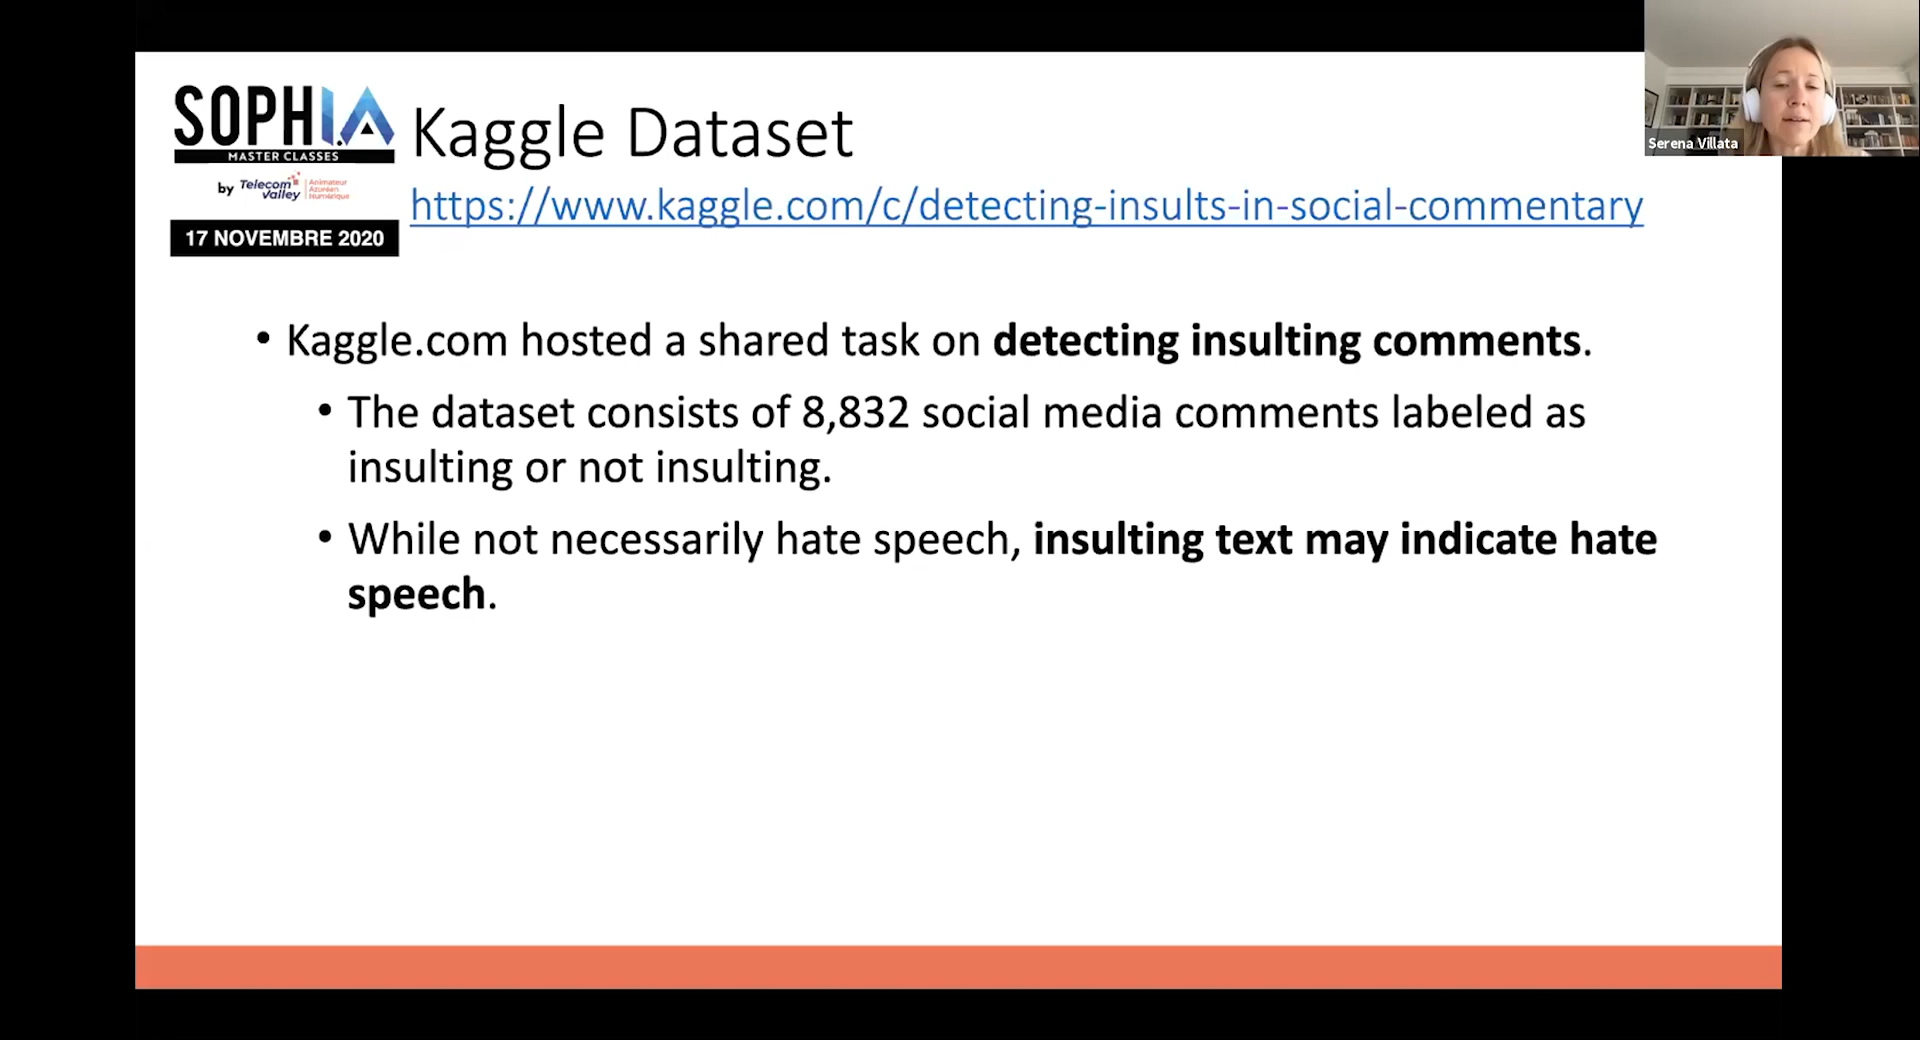 SOPHI.A
MASTER CLASSES
by Telecom Valley
Animateur
Azuréen
Numérique
17 NOVEMBRE 2020
Kaggle Dataset
https://www.kaggle.com/c/detecting-insults-in-social-commentary
Serena Villata
• Kaggle.com hosted a shared task on detecting insulting comments.
• The dataset consists of 8,832 social media comments labeled as
insulting or not insulting.
• While not necessarily hate speech, insulting text may indicate hate
speech.